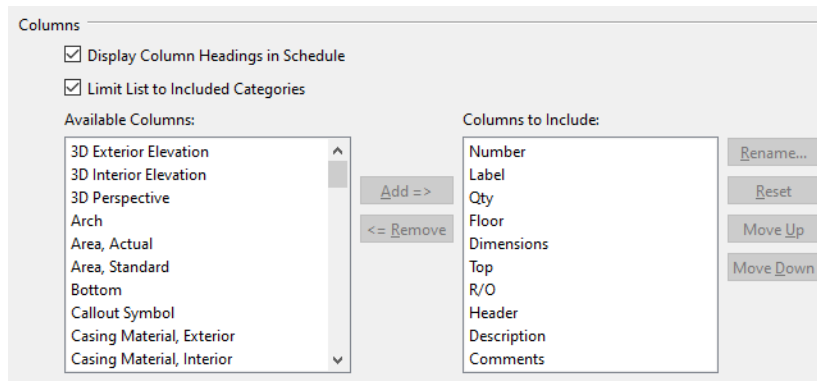 Columns
Display Column Headings in Schedule
Limit List to Included Categories
Available Columns:
3D Exterior Elevation
3D Interior Elevation
3D Perspective
Arch
Area, Actual
Area, Standard
Bottom
Callout Symbol
Casing Material, Exterior
Casing Material, Interior
Add =>
<= Remove
Columns to Include:
Number
Label
Qty
Floor
Dimensions
Top
R/O
Header
Description
Comments
Rename...
Reset
Move Up
Move Down